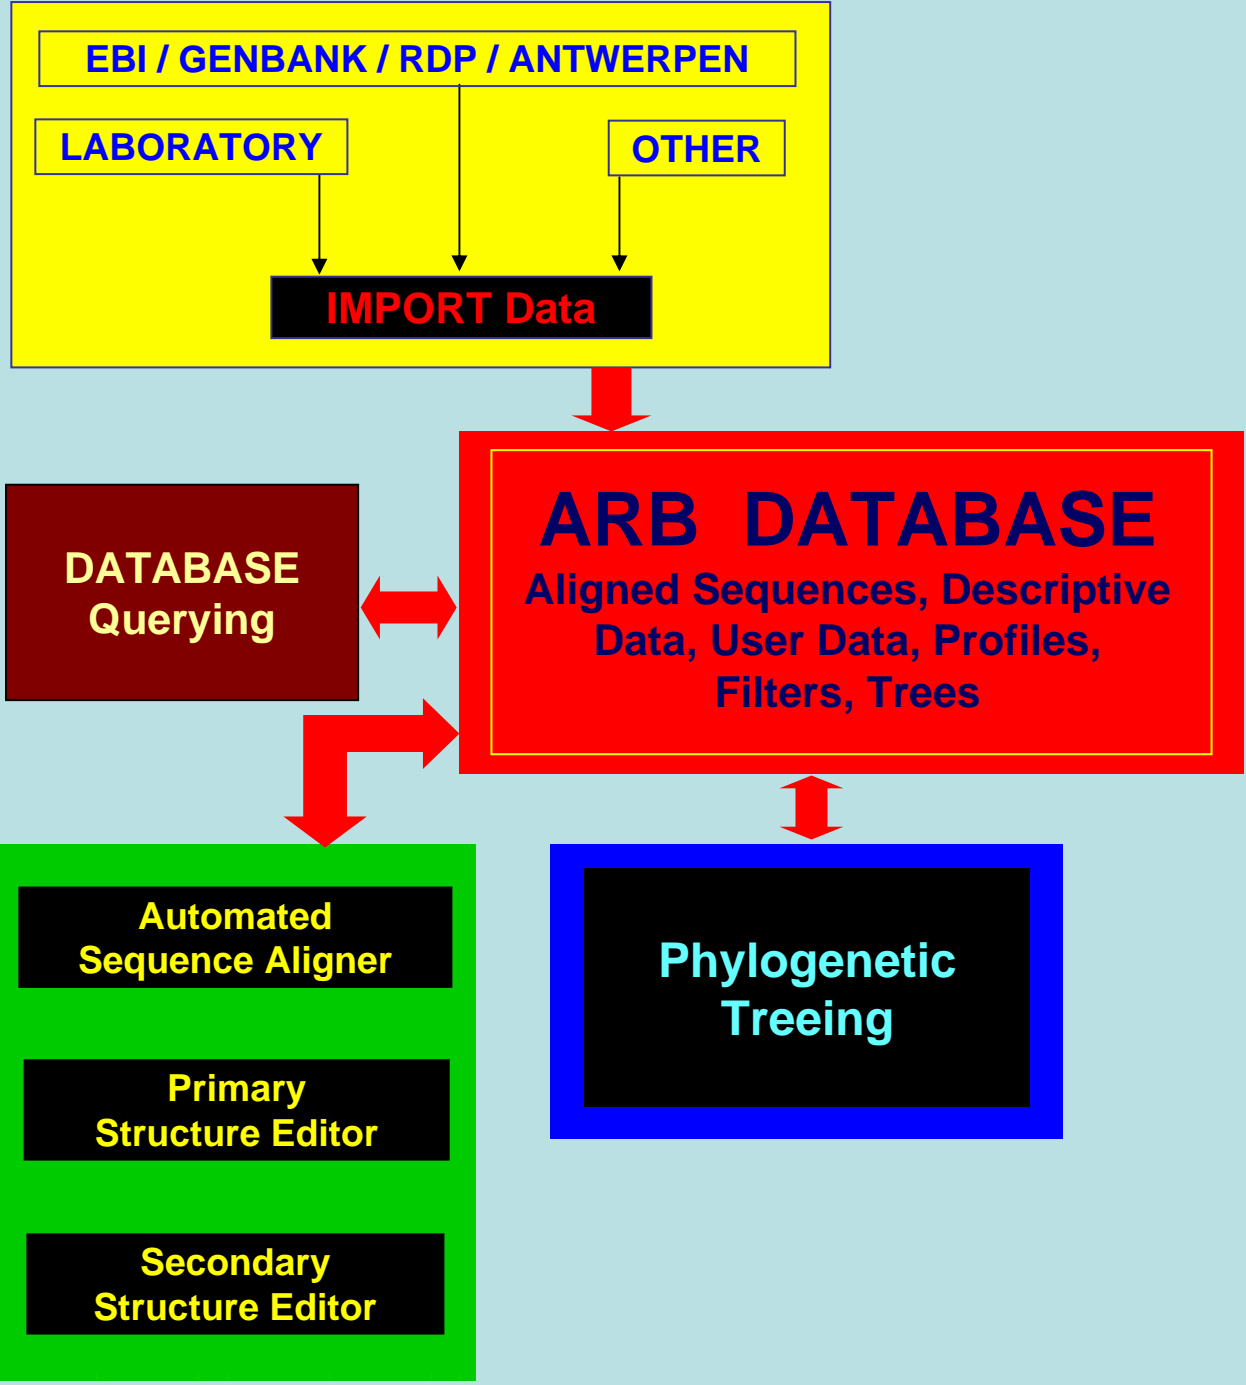 EBI / GENBANK / RDP / ANTWERPEN
LABORATORY
OTHER
IMPORT Data
DATABASE
Querying
ARB DATABASE
Aligned Sequences, Descriptive
Data, User Data, Profiles,
Filters, Trees
Automated
Sequence Aligner
Primary
Structure Editor
Secondary
Structure Editor
Phylogenetic
Treeing